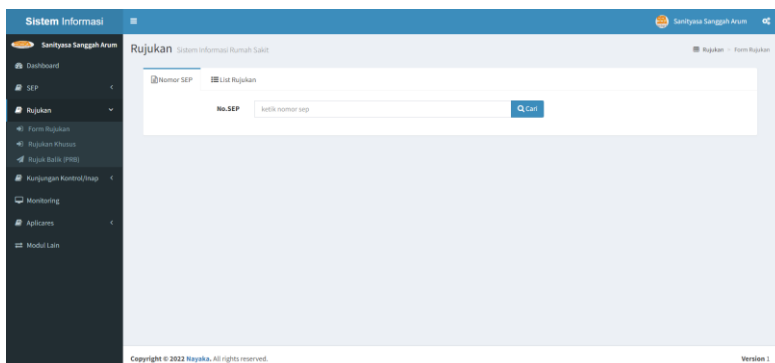 Sistem Informasi
Sanityasa Sanggah Arum
Sanityasa Sanggah Arum
Dashboard
SEP
Rujukan
Form Rujukan
Rujukan Khusus
Rujuk Balik (PRB)
Kunjungan Kontrol/Inap
Monitoring
Aplicares
Modul Lain
Rujukan Sistem Informasi Rumah Sakit
Rujukan > Form Rujukan
Nomor SEP
List Rujukan
No.SEP
ketik nomor sep
Cari
Copyright © 2022 Nayaka. All rights reserved.
Version 1